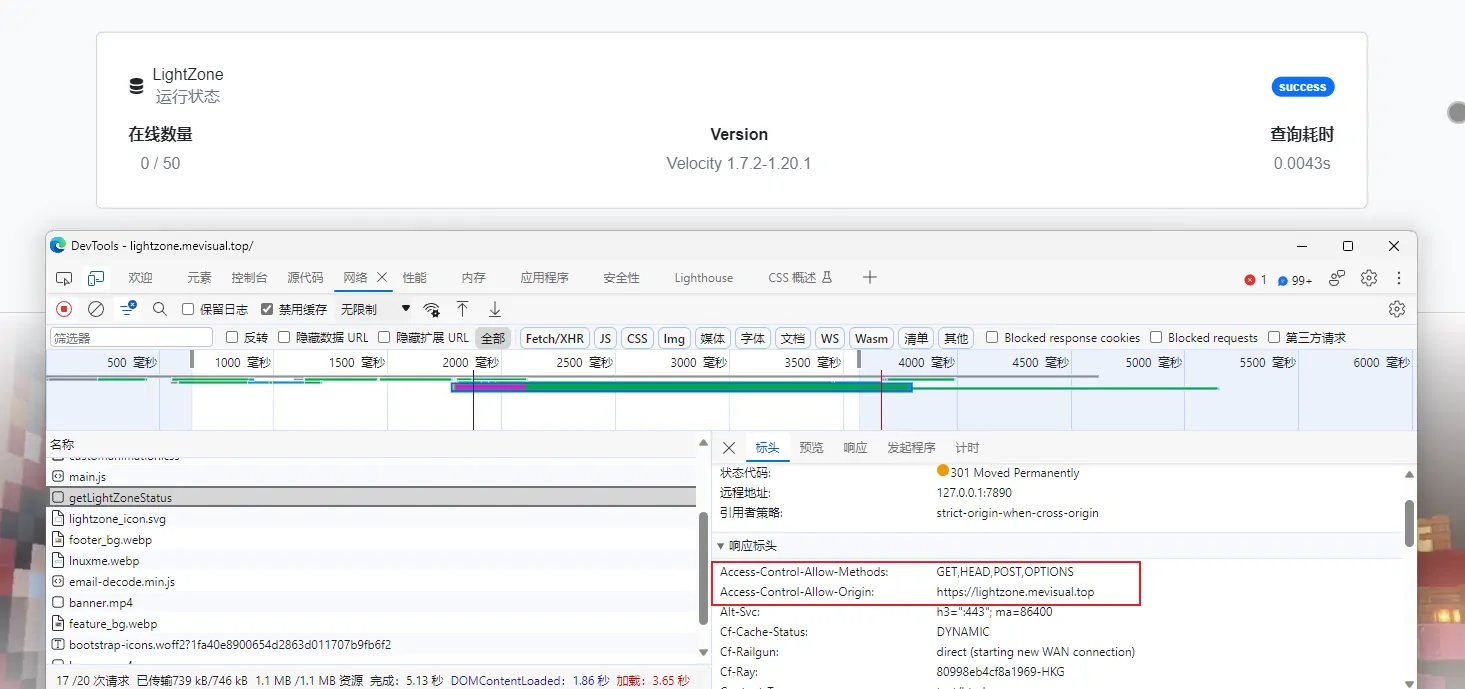 LightZone
运行状态
success
在线数量 Version 查询耗时
0 / 50 Velocity 1.7.2-1.20.1 0.0043s
DevTools - lightzone.mevisual.top/
欢迎 元素 控制台 源代码 网络 性能 内存 应用程序 安全性 Lighthouse CSS 概述 1 99+
保留日志 禁用缓存 无限制
筛选器 反转 隐藏数据 URL 隐藏扩展 URL 全部 Fetch/XHR JS CSS Img 媒体 字体 文档 WS Wasm 清单 其他 Blocked response cookies Blocked requests 第三方请求
500 毫秒 1000 毫秒 1500 毫秒 2000 毫秒 2500 毫秒 3000 毫秒 3500 毫秒 4000 毫秒 4500 毫秒 5000 毫秒 5500 毫秒 6000 毫秒
名称
main.js
getLightZoneStatus
lightzone_icon.svg
footer_bg.webp
lnuxme.webp
email-decode.min.js
banner.mp4
feature_bg.webp
bootstrap-icons.woff2?1fa40e8900654d2863d011707b9fb6f2
17 /20 次请求 已传输739 kB/746 kB 1.1 MB /1.1 MB 资源 完成: 5.13 秒 DOMContentLoaded: 1.86 秒 加载: 3.65 秒
标头 预览 响应 发起程序 计时
状态代码: 301 Moved Permanently
远程地址: 127.0.0.1:7890
引用者策略: strict-origin-when-cross-origin
响应标头
Access-Control-Allow-Methods: GET,HEAD,POST,OPTIONS
Access-Control-Allow-Origin: https://lightzone.mevisual.top
Alt-Svc: h3=":443"; ma=86400
Cf-Cache-Status: DYNAMIC
Cf-Railgun: direct (starting new WAN connection)
Cf-Ray: 80998eb4cf8a1969-HKG